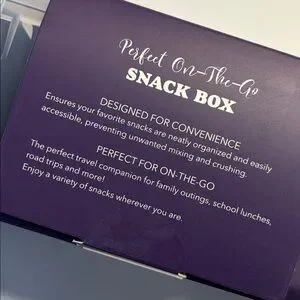 Perfect On-The-Go
SNACK BOX
DESIGNED FOR CONVENIENCE
Ensures your favorite snacks are neatly organized and easily
accessible, preventing unwanted mixing and crushing.
PERFECT FOR ON-THE-GO
The perfect travel companion for family outings, school lunches,
road trips and more!
Enjoy a variety of snacks wherever you are.